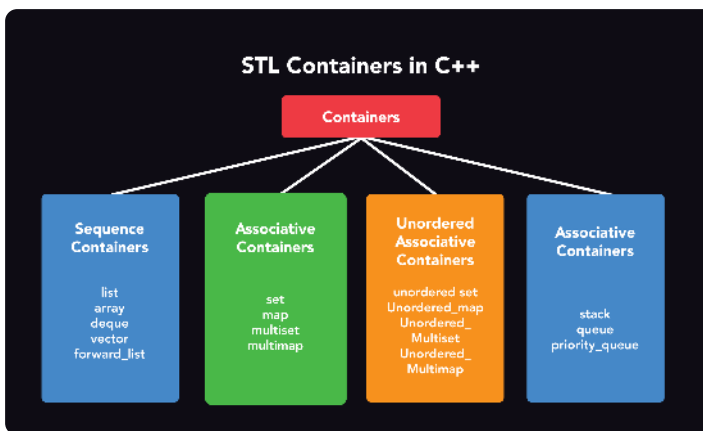 STL Containers in C++
Containers
Sequence
Containers
list
array
deque
vector
forward_list
Associative
Containers
set
map
multiset
multimap
Unordered
Associative
Containers
unordered set
Unordered_map
Unordered_
Multiset
Unordered_
Multimap
Associative
Containers
stack
queue
priority_queue